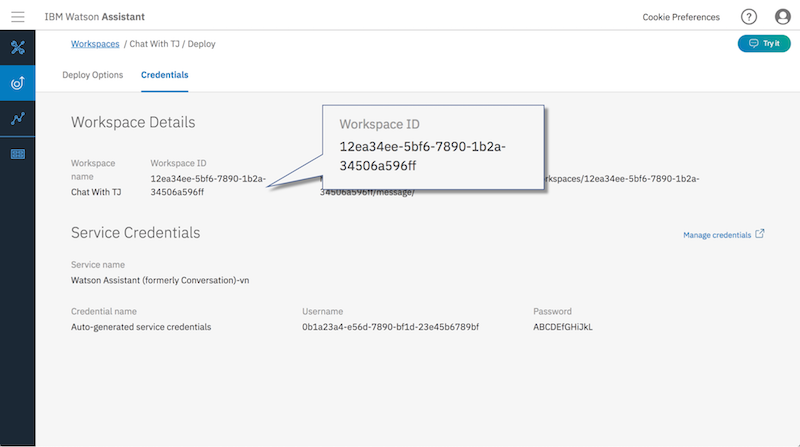 IBM Watson Assistant
Cookie Preferences
?
Workspaces / Chat With TJ / Deploy
Try it
Deploy Options
Credentials
Workspace Details
Workspace ID
12ea34ee-5bf6-7890-1b2a-
34506a596ff
Workspace
name
Chat With TJ
Workspace ID
12ea34ee-5bf6-7890-1b2a-
34506a596ff
orkspaces/12ea34ee-5bf6-7890-1b2a-
34506a596ff/message/
Service Credentials
Manage credentials
Service name
Watson Assistant (formerly Conversation)-vn
Credential name
Auto-generated service credentials
Username
0b1a23a4-e56d-7890-bf1d-23e45b6789bf
Password
ABCDEfGHiJkL